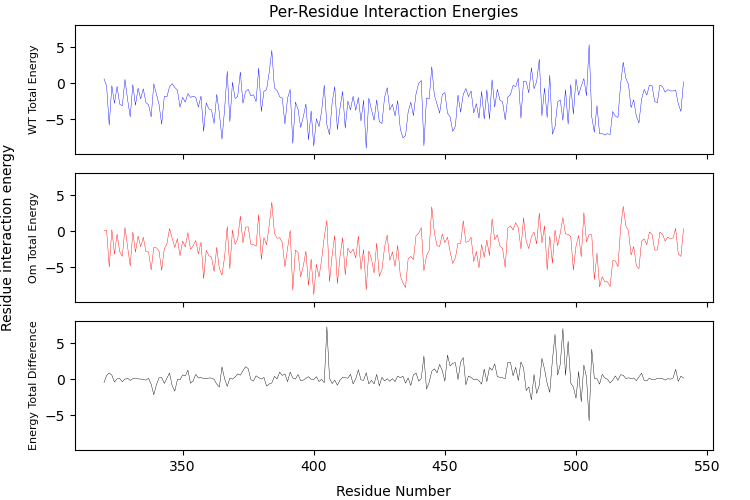 Per-Residue Interaction Energies
Residue interaction energy
WT Total Energy
5
0
−5
Om Total Energy
5
0
−5
Energy Total Difference
5
0
−5
350
400
450
500
550
Residue Number